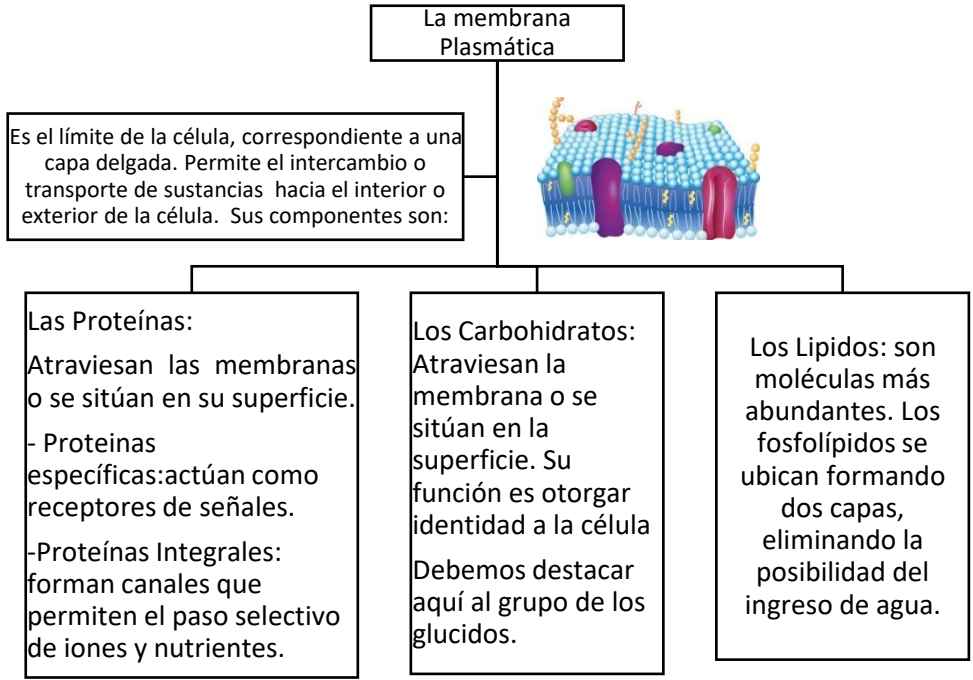 La membrana
Plasmática
Es el límite de la célula, correspondiente a una
capa delgada. Permite el intercambio o
transporte de sustancias hacia el interior o
exterior de la célula. Sus componentes son:
Las Proteínas:
Atraviesan las membranas
o se sitúan en su superficie.
- Proteinas
específicas:actúan como
receptores de señales.
-Proteínas Integrales:
forman canales que
permiten el paso selectivo
de iones y nutrientes.
Los Carbohidratos:
Atraviesan la
membrana o se
sitúan en la
superficie. Su
función es otorgar
identidad a la célula
Debemos destacar
aquí al grupo de los
glucidos.
Los Lipidos: son
moléculas más
abundantes. Los
fosfolípidos se
ubican formando
dos capas,
eliminando la
posibilidad del
ingreso de agua.